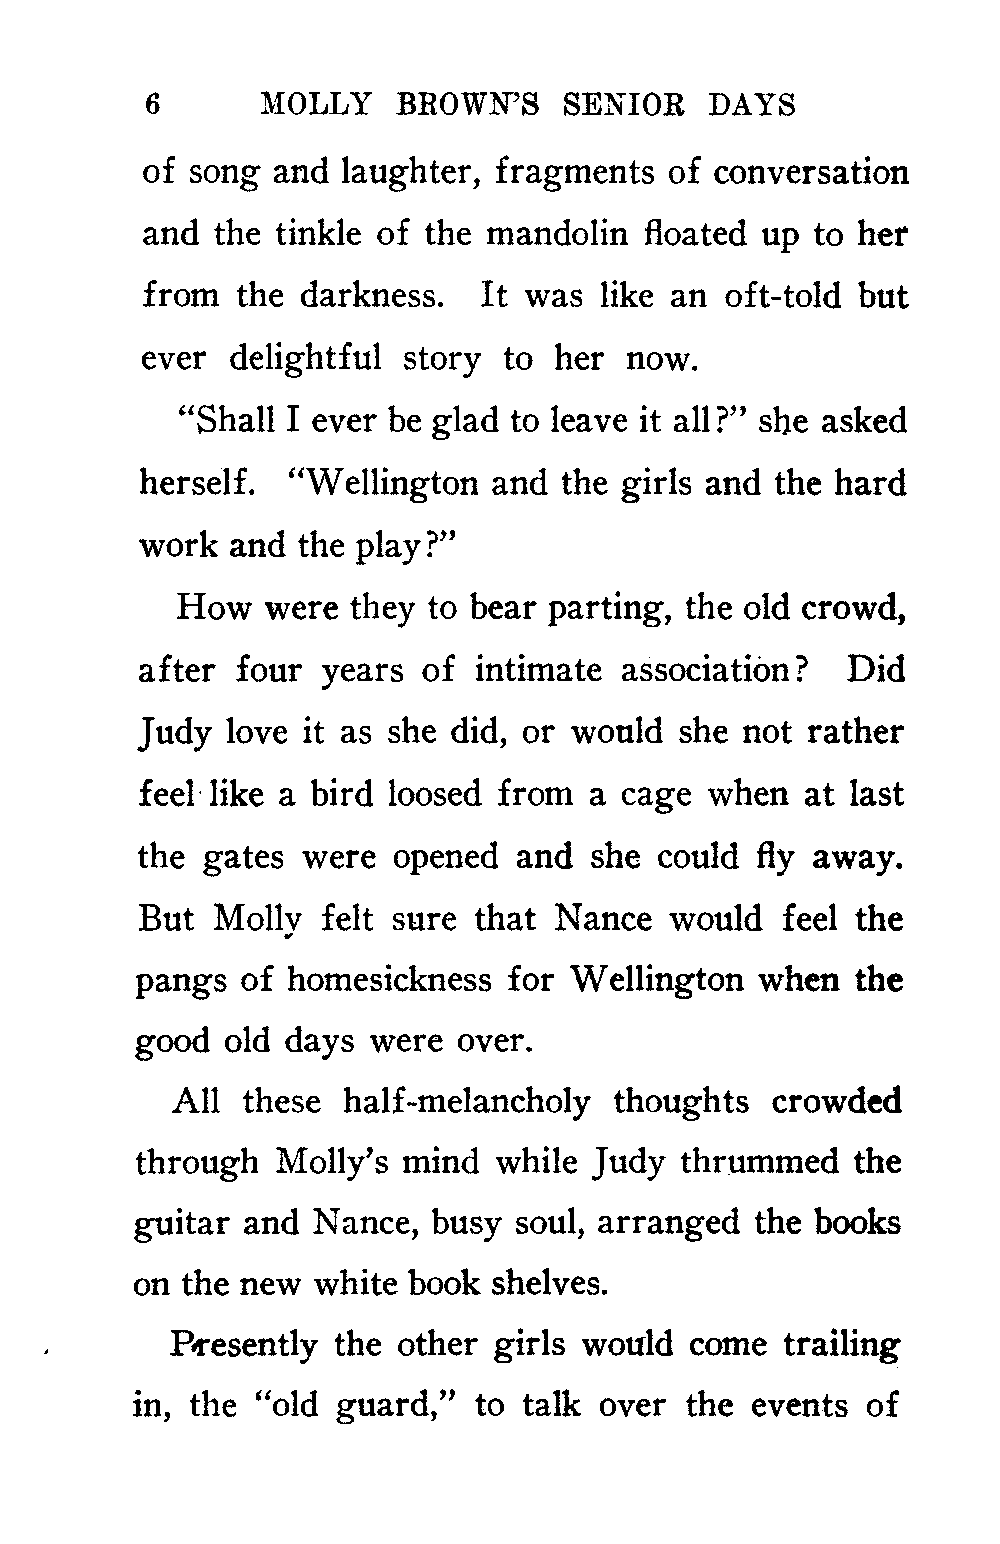 6 MOLLY BROWN'S SENIOR DAYS
of song and laughter, fragments of conversation
and the tinkle of the mandolin floated up to her
from the darkness. It was like an oft-told but
ever delightful story to her now.
“Shall I ever be glad to leave it all?” she asked
herself. “Wellington and the girls and the hard
work and the play?”
How were they to bear parting, the old crowd,
after four years of intimate association? Did
Judy love it as she did, or would she not rather
feel like a bird loosed from a cage when at last
the gates were opened and she could fly away.
But Molly felt sure that Nance would feel the
pangs of homesickness for Wellington when the
good old days were over.
All these half-melancholy thoughts crowded
through Molly's mind while Judy thrummed the
guitar and Nance, busy soul, arranged the books
on the new white book shelves.
Presently the other girls would come trailing
in, the “old guard,” to talk over the events of